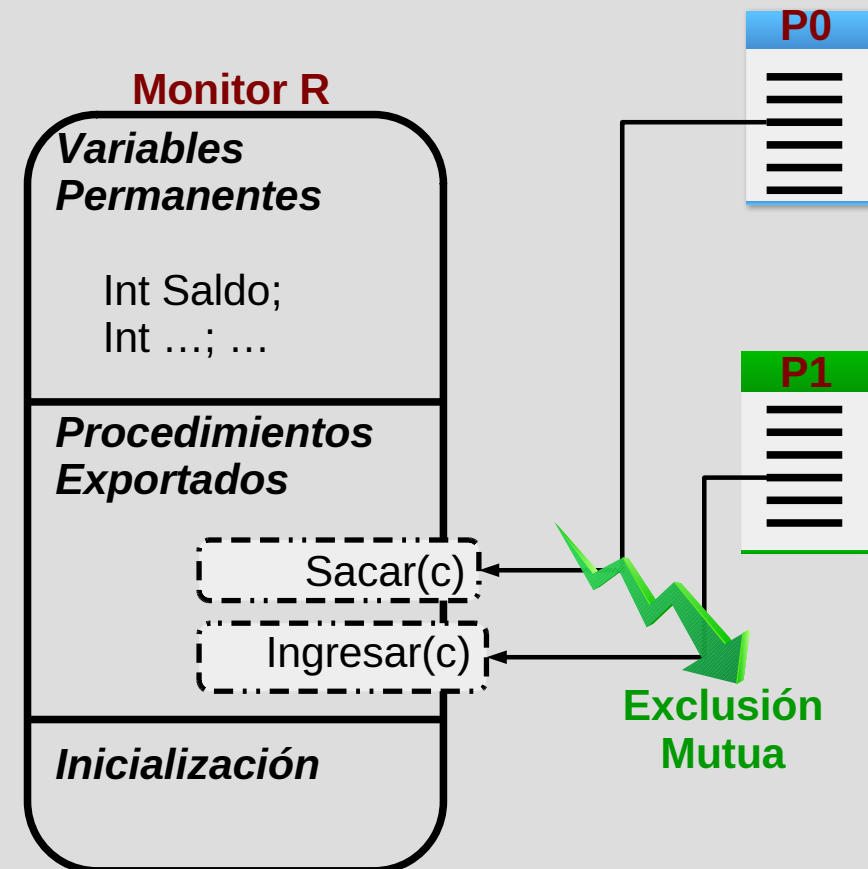 P0
Monitor R
Variables
Permanentes
Int Saldo;
Int …; …
P1
Procedimientos
Exportados
Sacar(c)
Ingresar(c)
Exclusión
Mutua
Inicialización